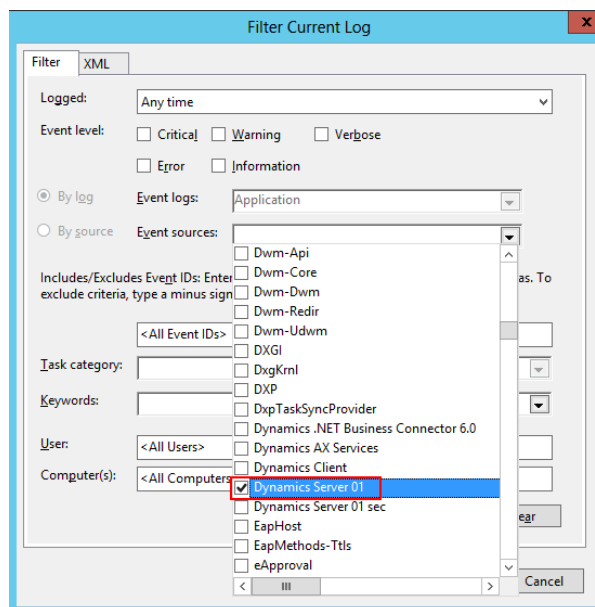 Filter Current Log
x
Filter XML
Logged: Any time
Event level: Critical Warning Verbose
Error Information
By log Event logs: Application
By source Event sources:
Dwm-Api
Dwm-Core
Dwm-Dwm
Dwm-Redir
Dwm-Udwm
DXGI
DxgKrnl
DXP
DxpTaskSyncProvider
Dynamics .NET Business Connector 6.0
Dynamics AX Services
Dynamics Client
Dynamics Server 01
Dynamics Server 01 sec
EapHost
EapMethods-Ttls
eApproval
Includes/Excludes Event IDs: Enter as. To
exclude criteria, type a minus sign
<All Event IDs>
Task category:
Keywords:
User: <All Users>
Computer(s): <All Computers
Cancel